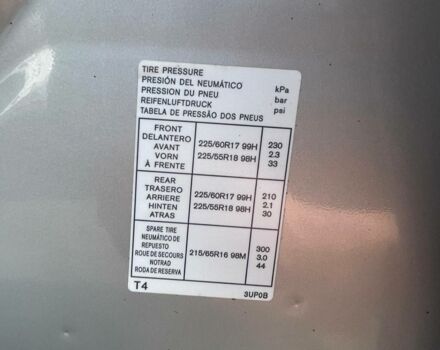 TIRE PRESSURE
PRESIÓN DEL NEUMÁTICO kPa
PRESSION DU PNEU bar
REIFENLUFTDRUCK psi
TABELA DE PRESSÃO DOS PNEUS
FRONT
DELANTERO 225/60R17 99H 230
AVANT 2.3
VORN 225/55R18 98H 33
À FRENTE
REAR
TRASERO 225/60R17 99H 210
ARRIERE 2.1
HINTEN 225/55R18 98H 30
ATRAS
SPARE TIRE
NEUMÁTICO DE 300
REPUESTO 215/65R16 98M 3.0
ROUE DE SECOURS 44
NOTRAD
RODA DE RESERVA
T4 3UP0B